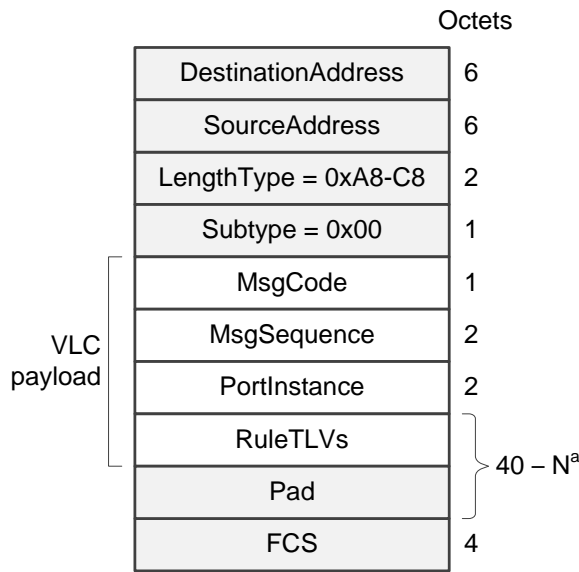 Octets
DestinationAddress 6
SourceAddress 6
LengthType = 0xA8-C8 2
Subtype = 0x00 1
MsgCode 1
MsgSequence 2
VLC
payload
PortInstance 2
RuleTLVs
40 – Nᵃ
Pad
FCS 4